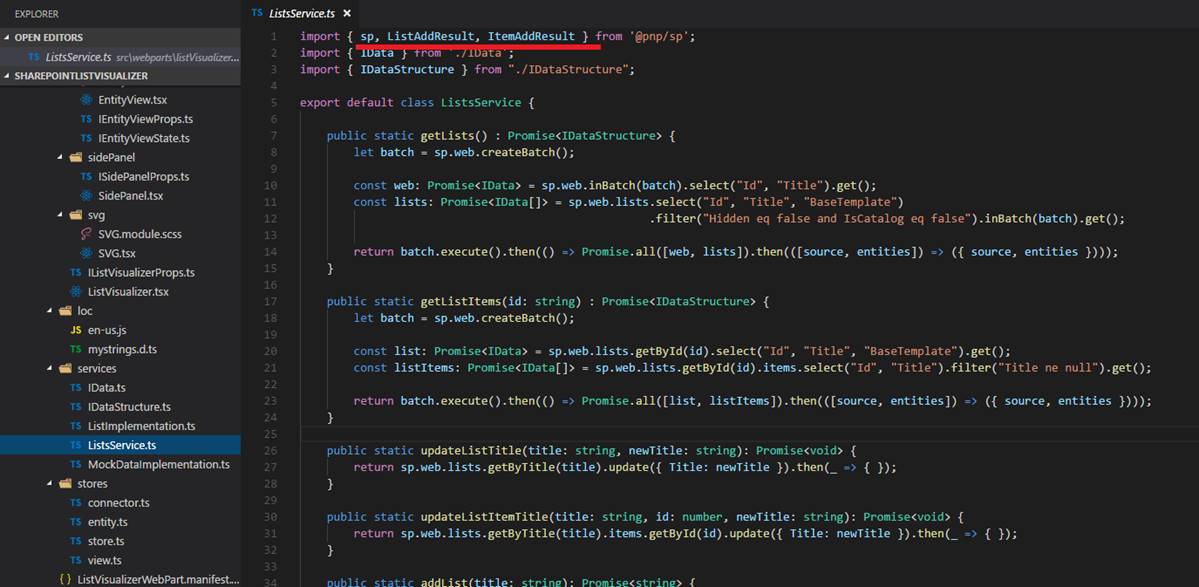 EXPLORER
OPEN EDITORS
TS ListsService.ts src\webparts\listVisualizer...
SHAREPOINTLISTVISUALIZER
EntityView.tsx
TS IEntityViewProps.ts
TS IEntityViewState.ts
sidePanel
TS ISidePanelProps.ts
SidePanel.tsx
svg
SVG.module.scss
SVG.tsx
TS IListVisualizerProps.ts
ListVisualizer.tsx
loc
JS en-us.js
TS mystrings.d.ts
services
TS IData.ts
TS IDataStructure.ts
TS ListImplementation.ts
TS ListsService.ts
TS MockDataImplementation.ts
stores
TS connector.ts
TS entity.ts
TS store.ts
TS view.ts
{ } ListVisualizerWebPart.manifest....
TS ListsService.ts ×
1 import { sp, ListAddResult, ItemAddResult } from '@pnp/sp';
2 import { IData } from './IData';
3 import { IDataStructure } from "./IDataStructure";
4
5 export default class ListsService {
6
7 public static getLists() : Promise<IDataStructure> {
8 let batch = sp.web.createBatch();
9
10 const web: Promise<IData> = sp.web.inBatch(batch).select("Id", "Title").get();
11 const lists: Promise<IData[]> = sp.web.lists.select("Id", "Title", "BaseTemplate")
12 .filter("Hidden eq false and IsCatalog eq false").inBatch(batch).get();
13
14 return batch.execute().then(() => Promise.all([web, lists]).then(([source, entities]) => ({ source, entities })));
15 }
16
17 public static getListItems(id: string) : Promise<IDataStructure> {
18 let batch = sp.web.createBatch();
19
20 const list: Promise<IData> = sp.web.lists.getById(id).select("Id", "Title", "BaseTemplate").get();
21 const listItems: Promise<IData[]> = sp.web.lists.getById(id).items.select("Id", "Title").filter("Title ne null").get();
22
23 return batch.execute().then(() => Promise.all([list, listItems]).then(([source, entities]) => ({ source, entities })));
24 }
25
26 public static updateListTitle(title: string, newTitle: string): Promise<void> {
27 return sp.web.lists.getByTitle(title).update({ Title: newTitle }).then(_ => { });
28 }
29
30 public static updateListItemTitle(title: string, id: number, newTitle: string): Promise<void> {
31 return sp.web.lists.getByTitle(title).items.getById(id).update({ Title: newTitle }).then(_ => { });
32 }
33
34 public static addList(title: string): Promise<string> {